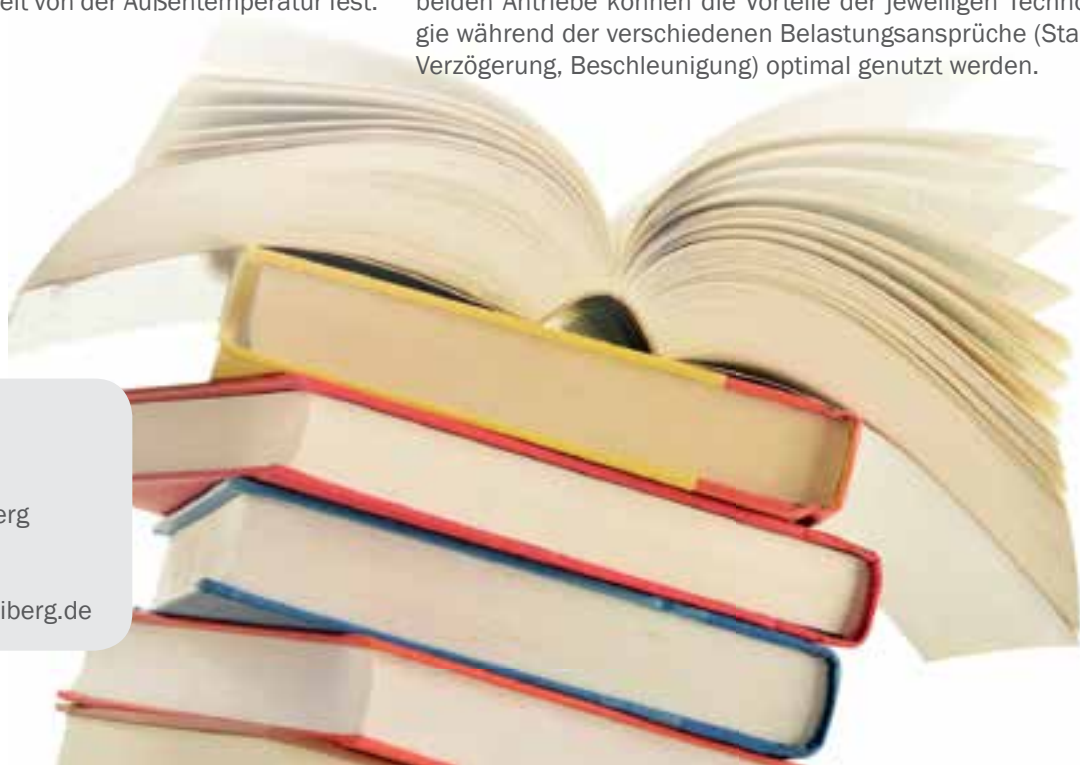 eit von der Außentemperatur fest.
beiden Antriebe können die Vorteile der jeweiligen Techno
gie während der verschiedenen Belastungsansprüche (Sta
Verzögerung, Beschleunigung) optimal genutzt werden.
erg
iberg.de